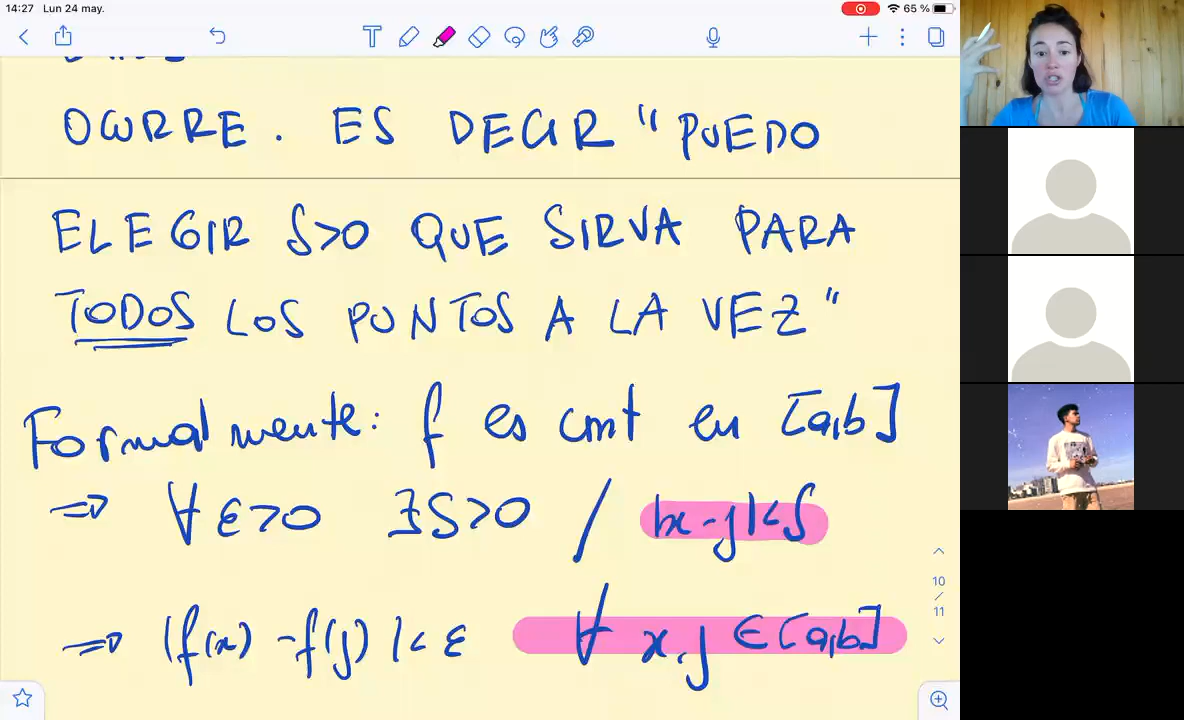 14:27 Lun 24 may.
65 %
OCURRE. ES DECIR "PUEDO
ELEGIR δ>0 QUE SIRVA PARA
TODOS LOS PUNTOS A LA VEZ"
Formalmente: f es cont en [a,b]
⇒ ∀ ε>0 ∃δ>0 / |x-y|<δ
⇒ |f(x)-f(y)|<ε ∀ x,y ∈ [a,b]
10
/
11